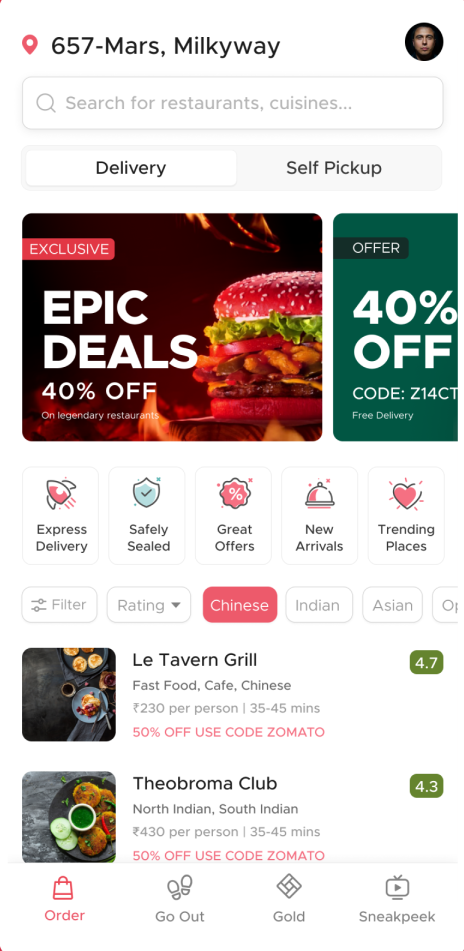 657-Mars, Milkyway
Search for restaurants, cuisines...
Delivery
Self Pickup
EXCLUSIVE
EPIC
DEALS
40% OFF
On legendary restaurants
OFFER
40%
OFF
CODE: Z14CT
Free Delivery
Express
Delivery
Safely
Sealed
%
Great
Offers
New
Arrivals
Trending
Places
Filter
Rating
Chinese
Indian
Asian
Op
Le Tavern Grill
4.7
Fast Food, Cafe, Chinese
₹230 per person | 35-45 mins
50% OFF USE CODE ZOMATO
Theobroma Club
4.3
North Indian, South Indian
₹430 per person | 35-45 mins
50% OFF USE CODE ZOMATO
Order
Go Out
Gold
Sneakpeek